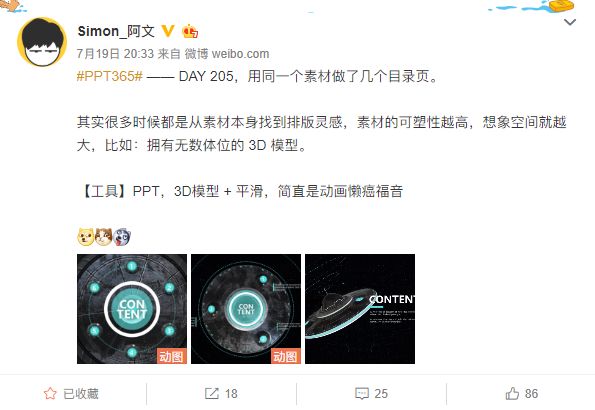 Simon_阿文
7月19日 20:33 来自 微博 weibo.com
#PPT365# —— DAY 205，用同一个素材做了几个目录页。
其实很多时候都是从素材本身找到排版灵感，素材的可塑性越高，想象空间就越
大，比如：拥有无数体位的 3D 模型。
【工具】PPT，3D模型 + 平滑，简直是动画懒癌福音
CON
TENT
动图
CON
TENT
动图
CONTENT
已收藏
18
25
86